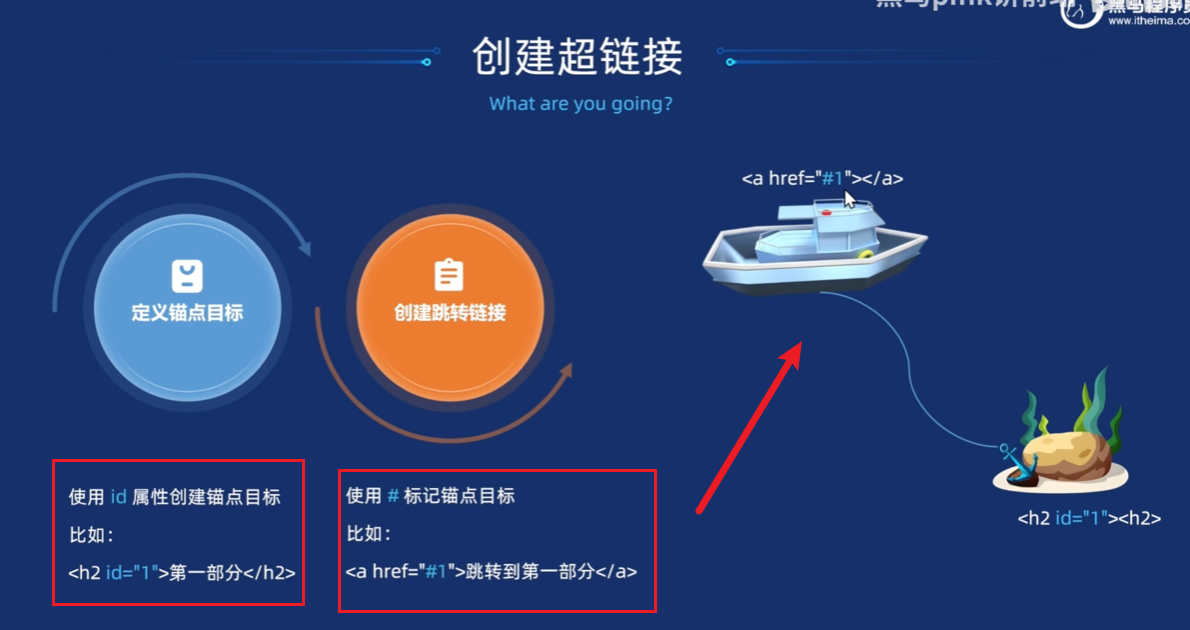 www.itheima.co
创建超链接
What are you going?
<a href="#1"></a>
定义锚点目标
创建跳转链接
使用 id 属性创建锚点目标
比如：
<h2 id="1">第一部分</h2>
使用 # 标记锚点目标
比如：
<a href="#1">跳转到第一部分</a>
<h2 id="1"><h2>